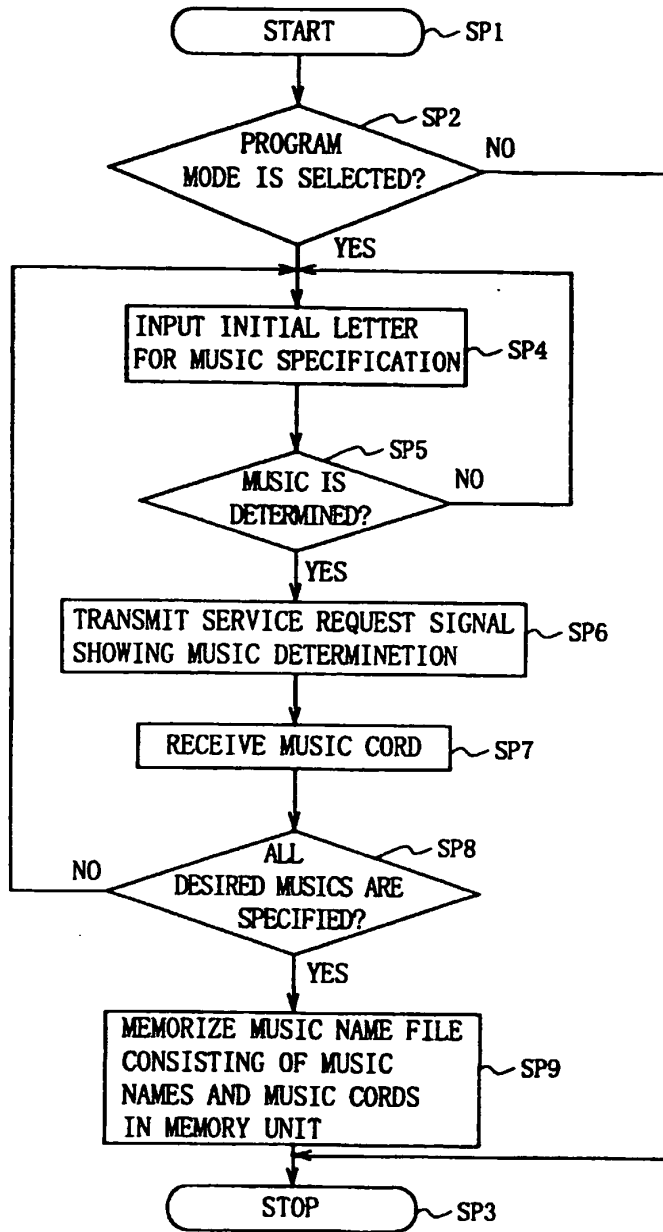 START
SP1
SP2
PROGRAM
MODE IS SELECTED?
NO
YES
INPUT INITIAL LETTER
FOR MUSIC SPECIFICATION
SP4
SP5
MUSIC IS
DETERMINED?
NO
YES
TRANSMIT SERVICE REQUEST SIGNAL
SHOWING MUSIC DETERMINETION
SP6
RECEIVE MUSIC CORD
SP7
SP8
NO
ALL
DESIRED MUSICS ARE
SPECIFIED?
YES
MEMORIZE MUSIC NAME FILE
CONSISTING OF MUSIC
NAMES AND MUSIC CORDS
IN MEMORY UNIT
SP9
STOP
SP3